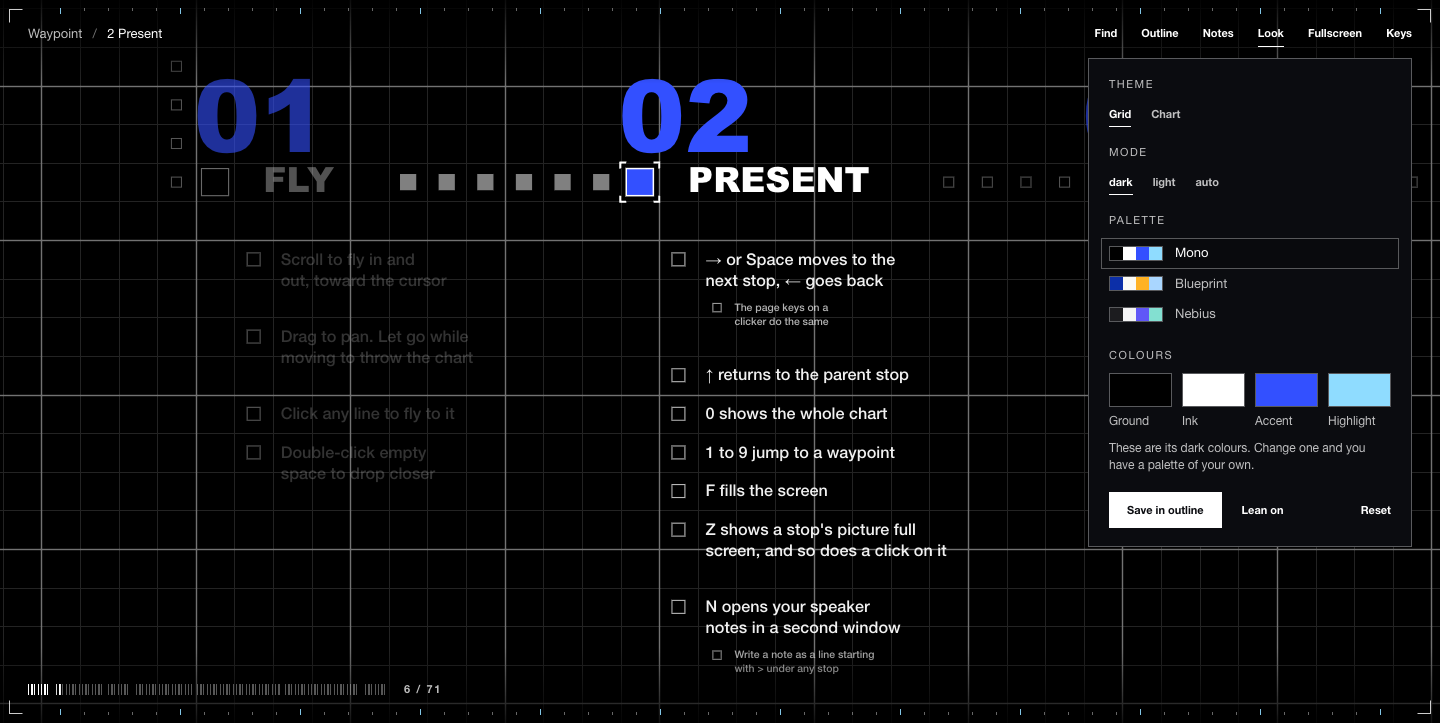 Waypoint / 2 Present
Find Outline Notes Look Fullscreen Keys
01
FLY
Scroll to fly in and
out, toward the cursor
Drag to pan. Let go while
moving to throw the chart
Click any line to fly to it
Double-click empty
space to drop closer
02
PRESENT
→ or Space moves to the
next stop, ← goes back
The page keys on a
clicker do the same
↑ returns to the parent stop
0 shows the whole chart
1 to 9 jump to a waypoint
F fills the screen
Z shows a stop's picture full
screen, and so does a click on it
N opens your speaker
notes in a second window
Write a note as a line starting
with > under any stop
THEME
Grid Chart
MODE
dark light auto
PALETTE
Mono
Blueprint
Nebius
COLOURS
Ground Ink Accent Highlight
These are its dark colours. Change one and you
have a palette of your own.
Save in outline Lean on Reset
6 / 71